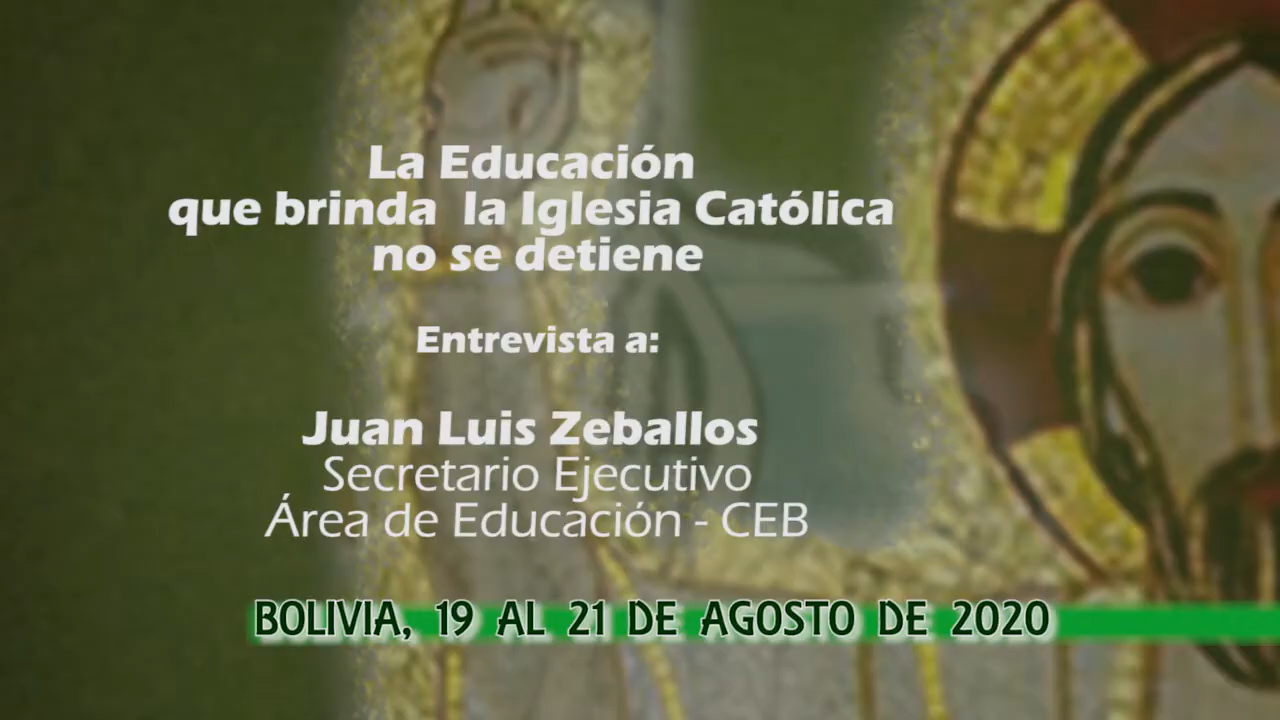 La Educación
que brinda la Iglesia Católica
no se detiene
Entrevista a:
Juan Luis Zeballos
Secretario Ejecutivo
Área de Educación - CEB
BOLIVIA, 19 AL 21 DE AGOSTO DE 2020